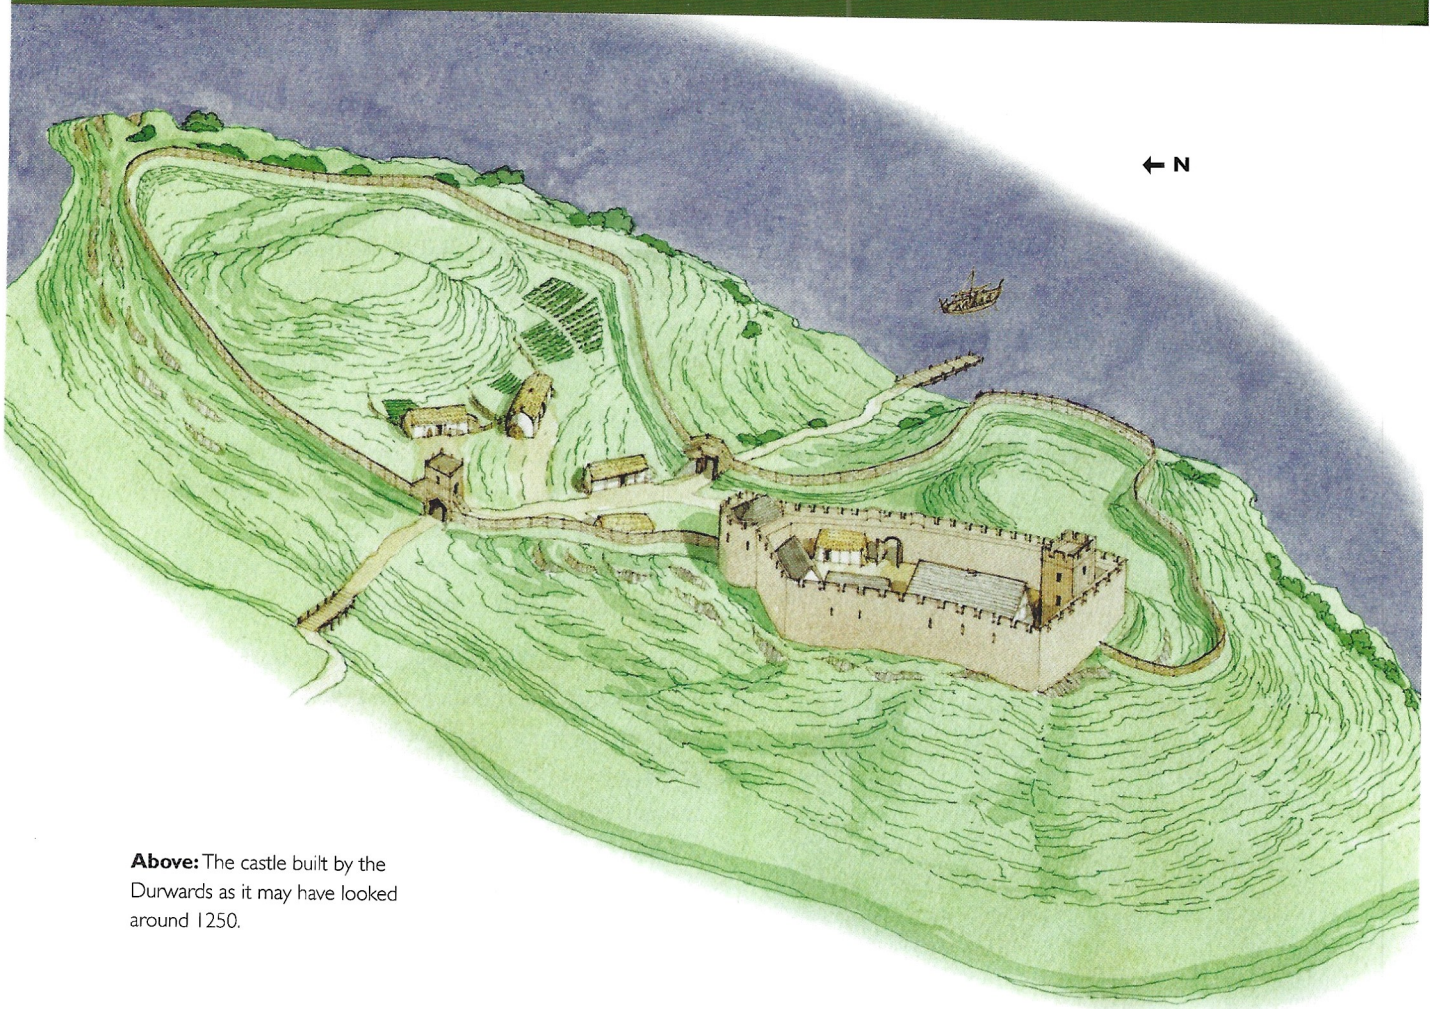 ← N
Above: The castle built by the
Durwards as it may have looked
around 1250.